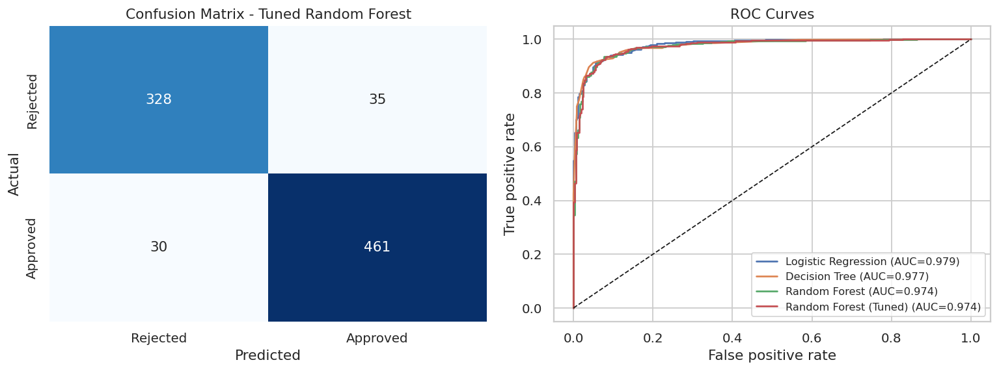 Confusion Matrix - Tuned Random Forest
Actual
Rejected
Approved
328
35
30
461
Rejected
Approved
Predicted
ROC Curves
True positive rate
1.0
0.8
0.6
0.4
0.2
0.0
Logistic Regression (AUC=0.979)
Decision Tree (AUC=0.977)
Random Forest (AUC=0.974)
Random Forest (Tuned) (AUC=0.974)
0.0
0.2
0.4
0.6
0.8
1.0
False positive rate